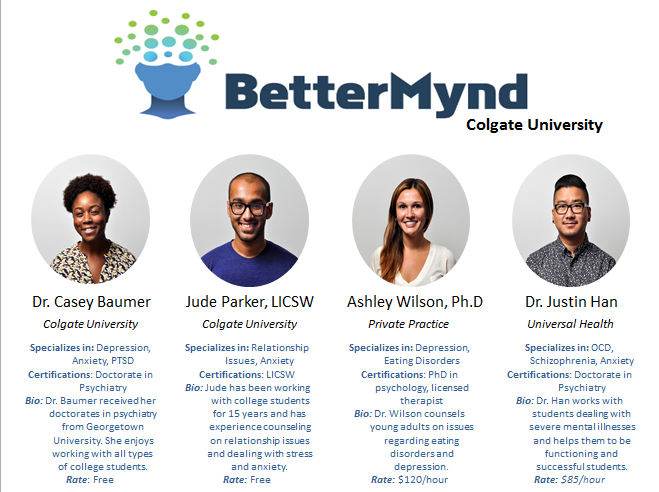 BetterMynd
Colgate University
Dr. Casey Baumer
Colgate University
Specializes in: Depression,
Anxiety, PTSD
Certifications: Doctorate in
Psychiatry
Bio: Dr. Baumer received her
doctorates in psychiatry
from Georgetown
University. She enjoys
working with all types
of college students.
Rate: Free
Jude Parker, LICSW
Colgate University
Specializes in: Relationship
Issues, Anxiety
Certifications: LICSW
Bio: Jude has been working
with college students
for 15 years and has
experience counseling
on relationship issues
and dealing with stress
and anxiety.
Rate: Free
Ashley Wilson, Ph.D
Private Practice
Specializes in: Depression,
Eating Disorders
Certifications: PhD in
psychology, licensed
therapist
Bio: Dr. Wilson counsels
young adults on issues
regarding eating
disorders and
depression.
Rate: $120/hour
Dr. Justin Han
Universal Health
Specializes in: OCD,
Schizophrenia, Anxiety
Certifications: Doctorate in
Psychiatry
Bio: Dr. Han works with
students dealing with
severe mental illnesses
and helps them to be
functioning and
successful students.
Rate: $85/hour